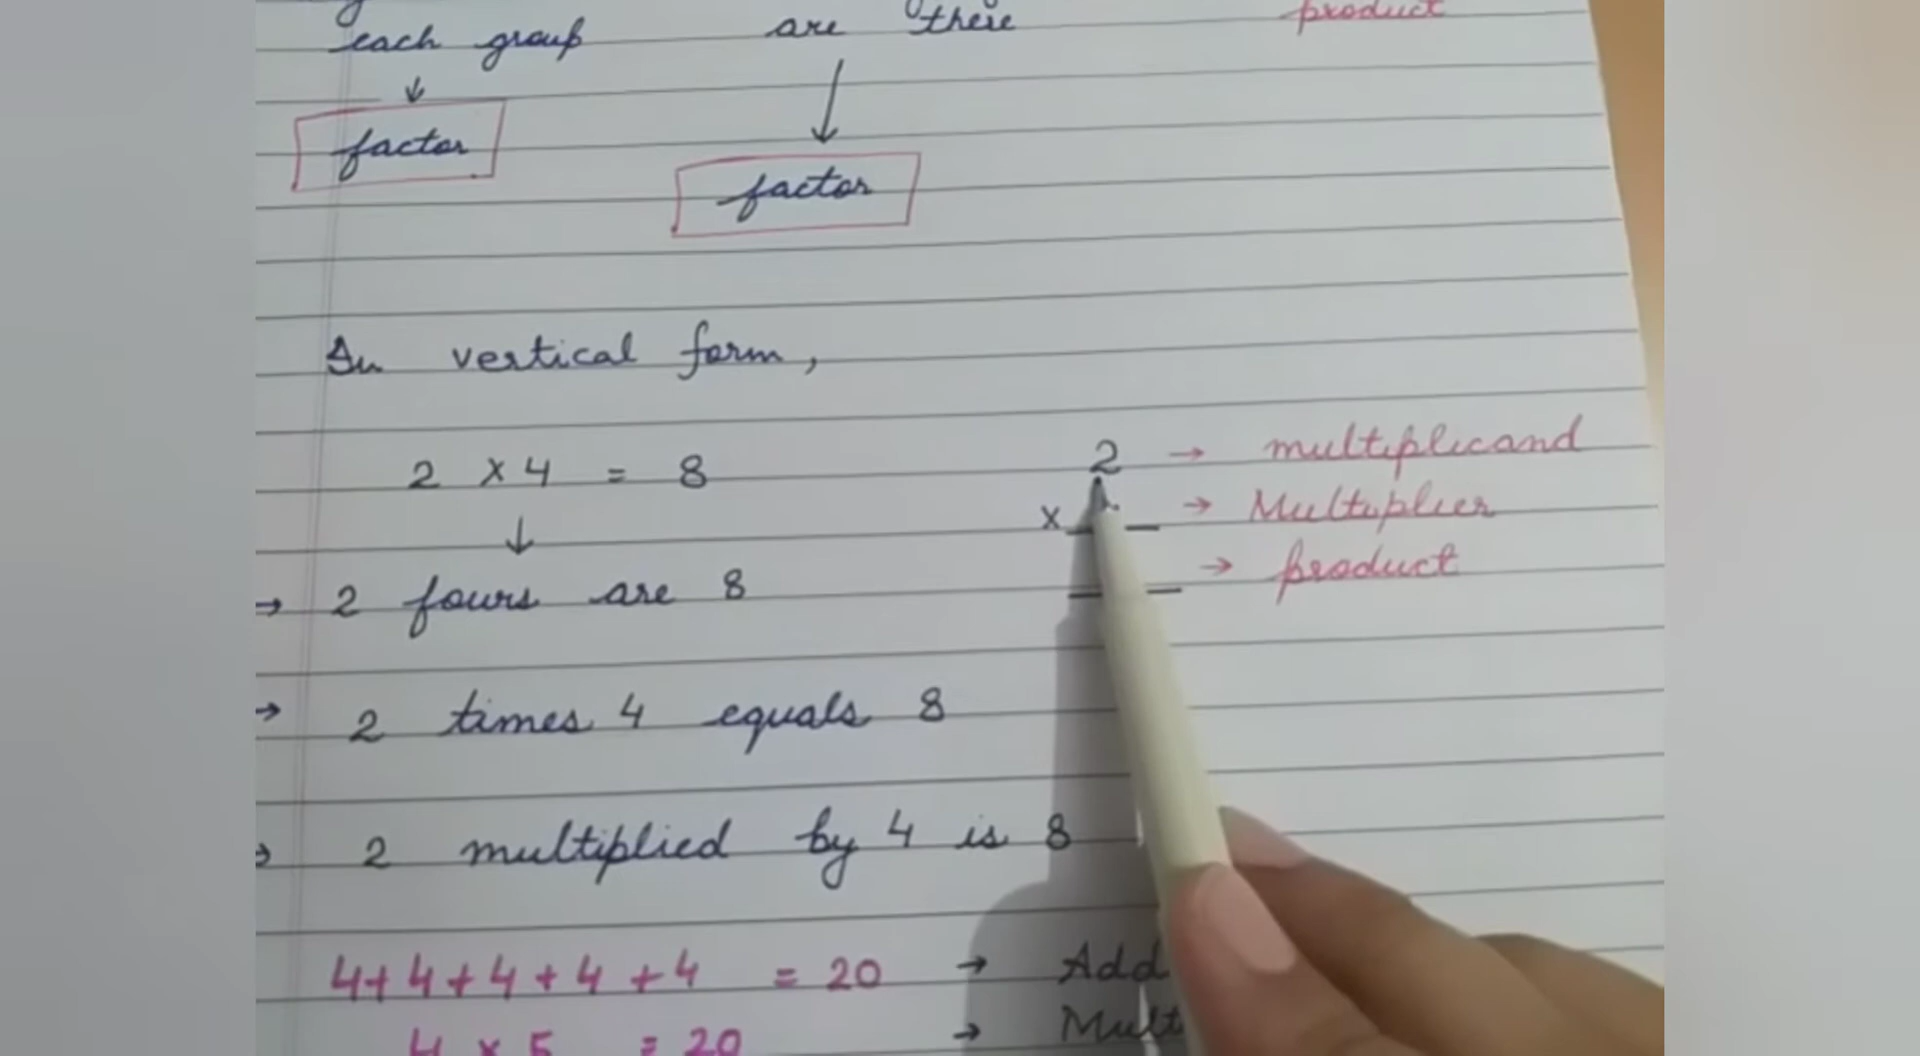 each group are there product
↓
factor
factor
In vertical form,
2 × 4 = 8
2 → multiplicand
× → Multiplier
→ product
↓
→ 2 fours are 8
→ 2 times 4 equals 8
→ 2 multiplied by 4 is 8
4+4+4+4+4 = 20 → Add
4 × 5 = 20 → Mult